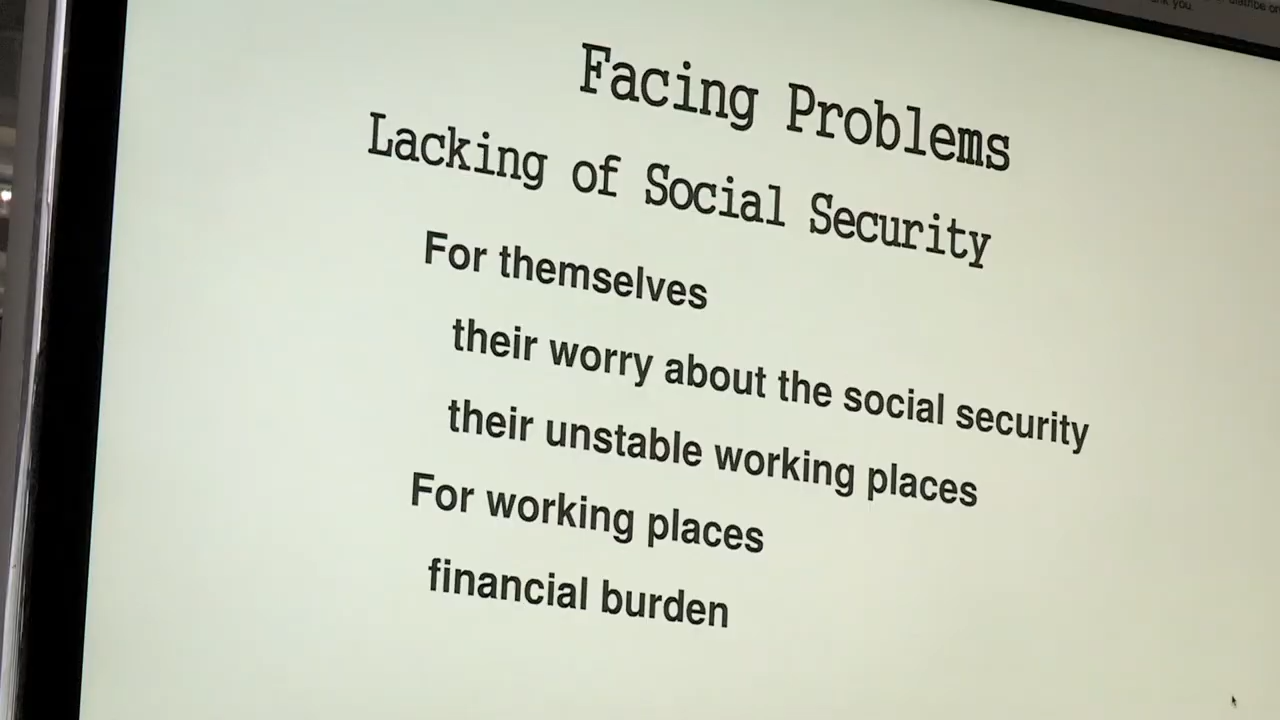 Facing Problems
Lacking of Social Security
For themselves
their worry about the social security
their unstable working places
For working places
financial burden